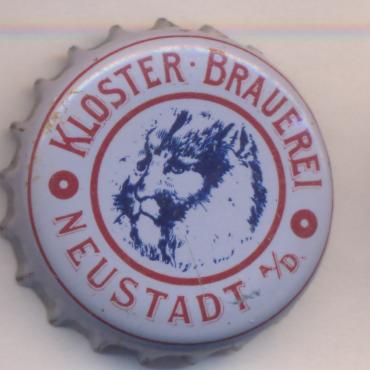 KLOSTER · BRAUEREI
NEUSTADT A/D.